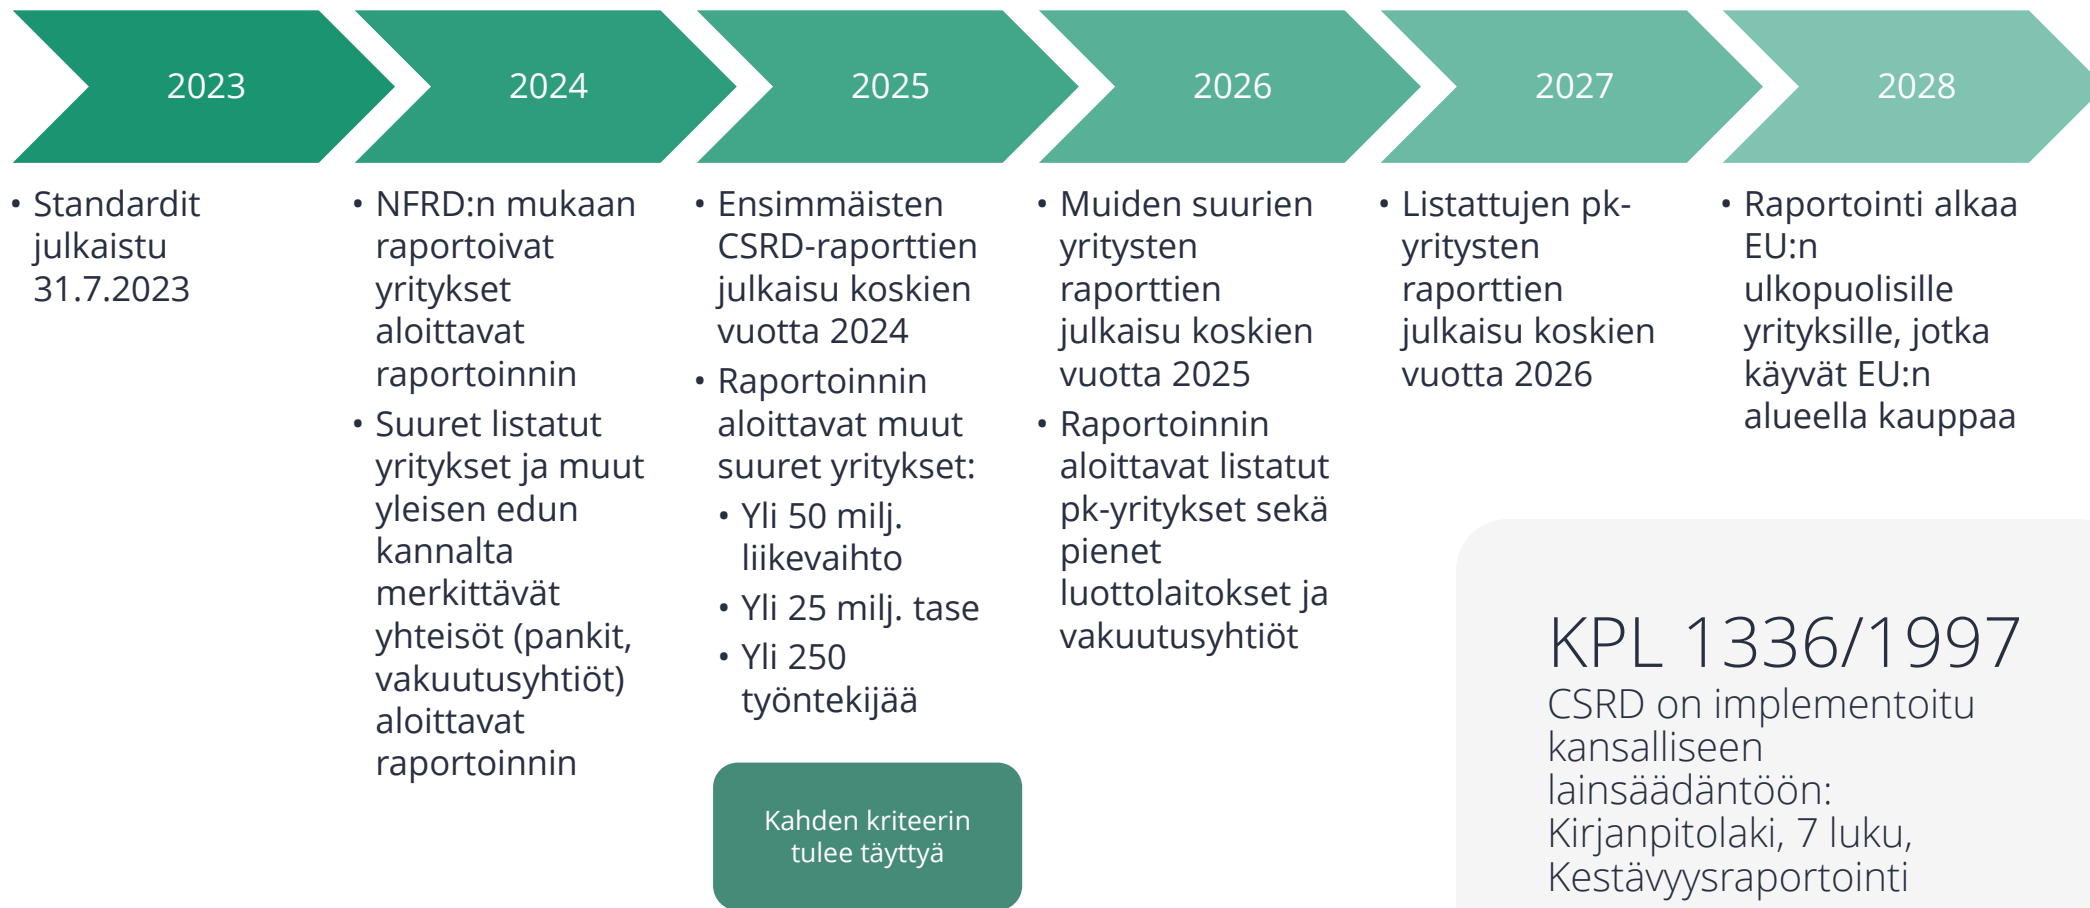 2023
• Standardit
julkaistu
31.7.2023
2024
• NFRD:n mukaan
raportoivat
yritykset
aloittavat
raportoinnin
• Suuret listatut
yritykset ja muut
yleisen edun
kannalta
merkittävät
yhteisöt (pankit,
vakuutusyhtiöt)
aloittavat
raportoinnin
2025
• Ensimmäisten
CSRD-raporttien
julkaisu koskien
vuotta 2024
• Raportoinnin
aloittavat muut
suuret yritykset:
• Yli 50 milj.
liikevaihto
• Yli 25 milj. tase
• Yli 250
työntekijää
Kahden kriteerin
tulee täyttyä
2026
• Muiden suurien
yritysten
raporttien
julkaisu koskien
vuotta 2025
• Raportoinnin
aloittavat listatut
pk-yritykset sekä
pienet
luottolaitokset ja
vakuutusyhtiöt
2027
• Listattujen pk-
yritysten
raporttien
julkaisu koskien
vuotta 2026
2028
• Raportointi alkaa
EU:n
ulkopuolisille
yrityksille, jotka
käyvät EU:n
alueella kauppaa
KPL 1336/1997
CSRD on implementoitu
kansalliseen
lainsäädäntöön:
Kirjanpitolaki, 7 luku,
Kestävyysraportointi